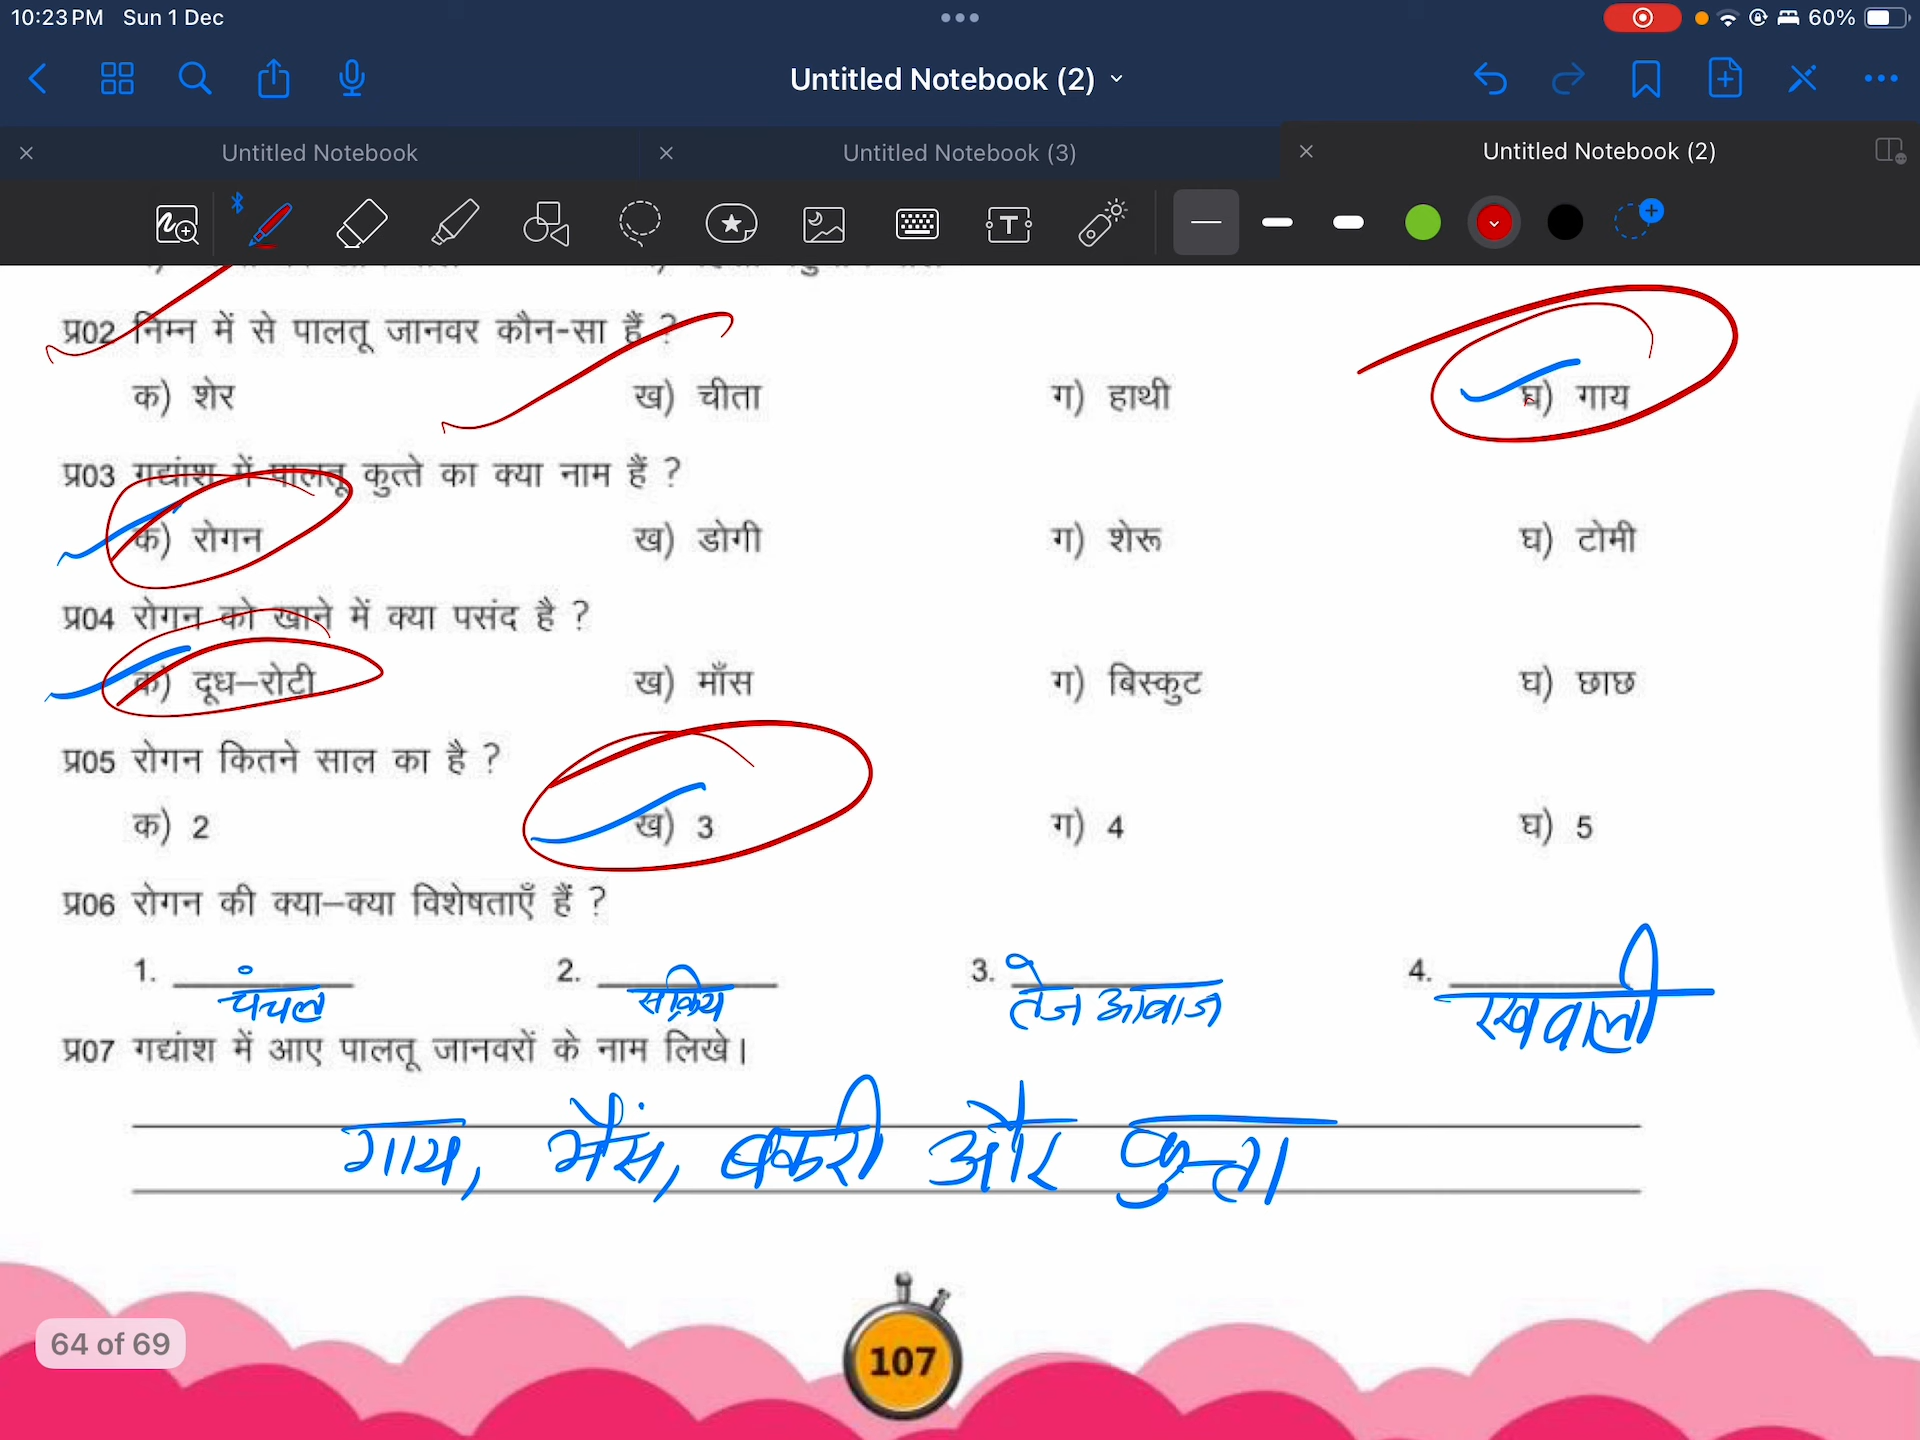 10:23 PM Sun 1 Dec 60%
Untitled Notebook (2)
Untitled Notebook Untitled Notebook (3) Untitled Notebook (2)
प्र02 निम्न में से पालतू जानवर कौन-सा हैं ?
क) शेर ख) चीता ग) हाथी घ) गाय
प्र03 गद्यांश में पालतू कुत्ते का क्या नाम हैं ?
क) रोगन ख) डोगी ग) शेरू घ) टोमी
प्र04 रोगन को खाने में क्या पसंद है ?
क) दूध–रोटी ख) माँस ग) बिस्कुट घ) छाछ
प्र05 रोगन कितने साल का है ?
क) 2 ख) 3 ग) 4 घ) 5
प्र06 रोगन की क्या–क्या विशेषताएँ हैं ?
1. चंचल 2. सक्रिय 3. तेज आवाज 4. रखवाली
प्र07 गद्यांश में आए पालतू जानवरों के नाम लिखे।
गाय, भैंस, बकरी और कुत्ता
64 of 69
107